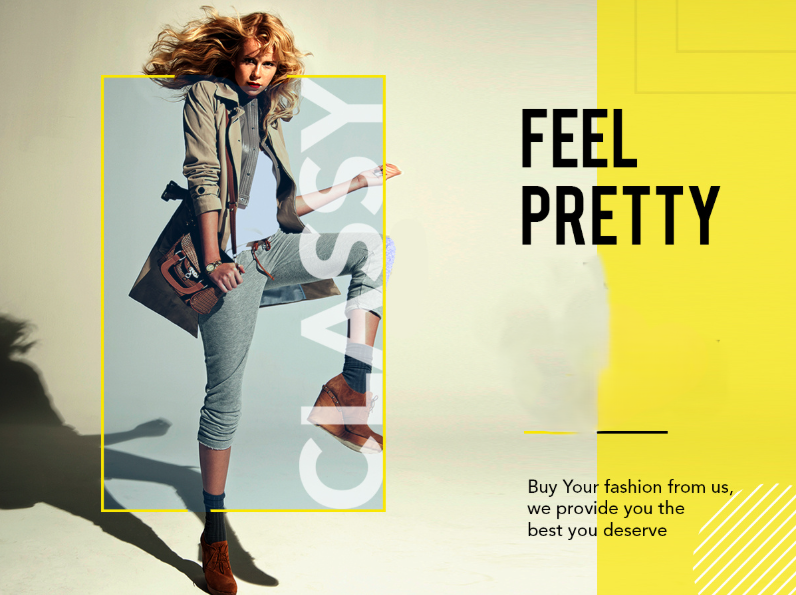 CLASSY
FEEL
PRETTY
Buy Your fashion from us,
we provide you the
best you deserve